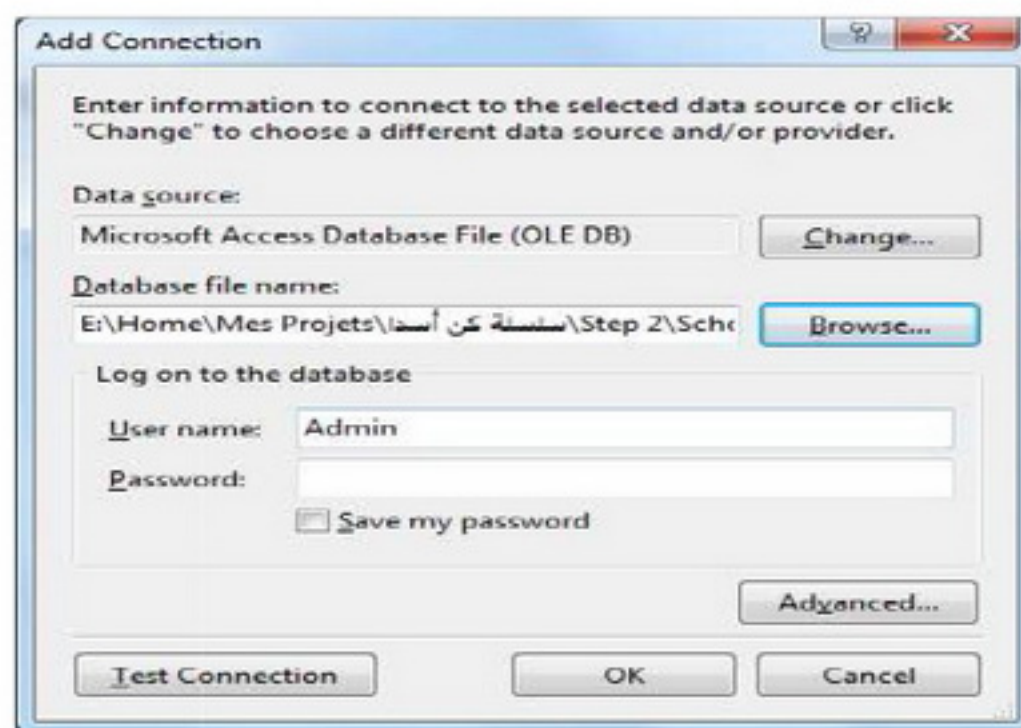 Add Connection
Enter information to connect to the selected data source or click
"Change" to choose a different data source and/or provider.
Data source:
Microsoft Access Database File (OLE DB)
Change...
Database file name:
E:\Home\Mes Projets\سلسلة كن أسدا\Step 2\Scho
Browse...
Log on to the database
User name:
Admin
Password:
Save my password
Advanced...
Test Connection
OK
Cancel